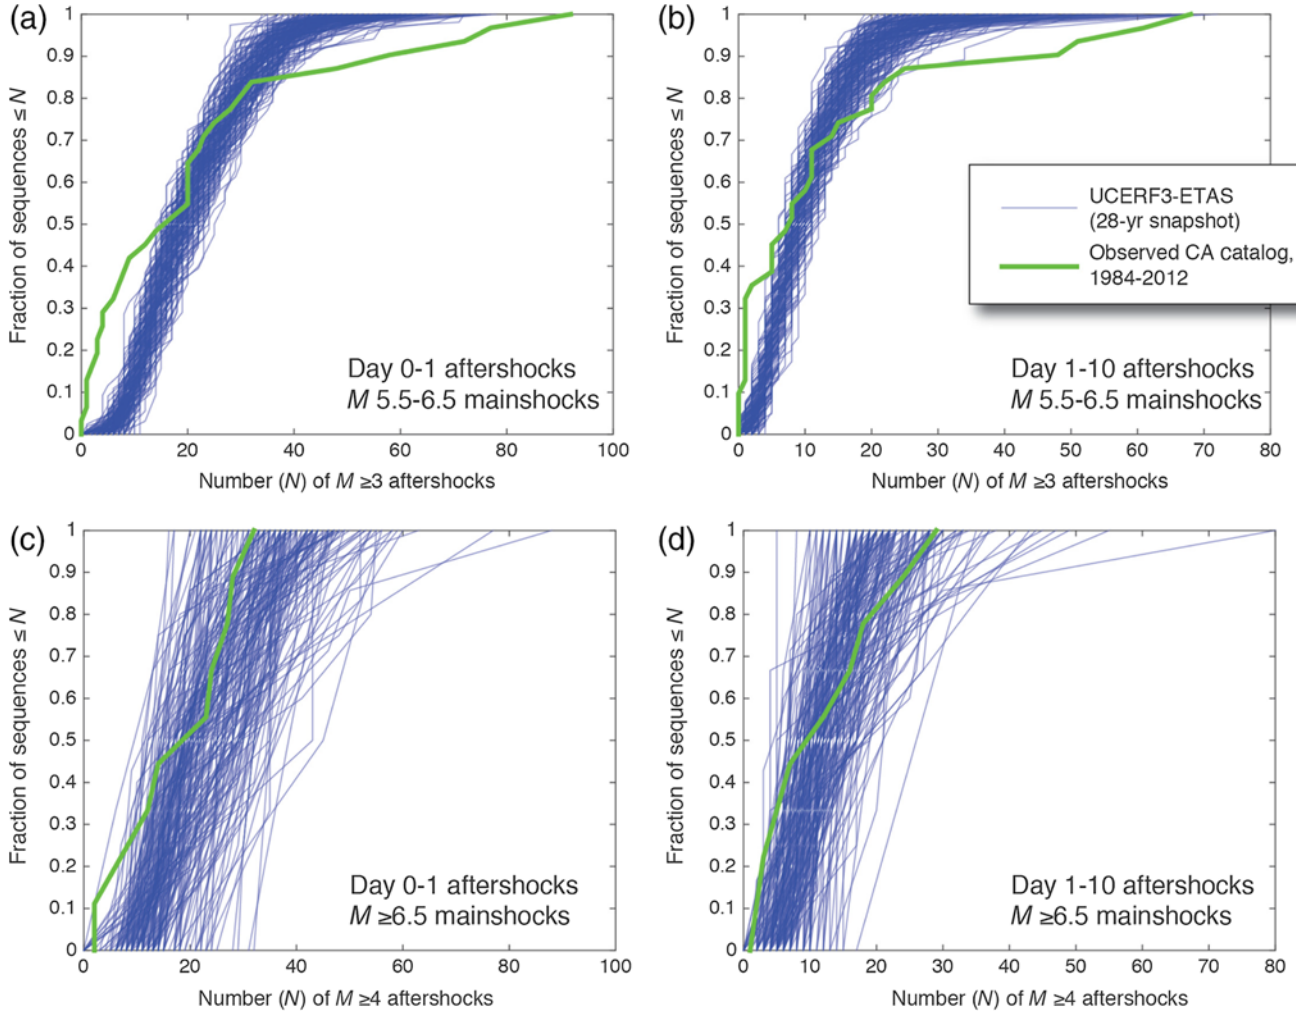 (a)
Fraction of sequences ≤ N
1
0.9
0.8
0.7
0.6
0.5
0.4
0.3
0.2
0.1
0
Day 0-1 aftershocks
M 5.5-6.5 mainshocks
0 20 40 60 80 100
Number (N) of M ≥3 aftershocks
(b)
Fraction of sequences ≤ N
1
0.9
0.8
0.7
0.6
0.5
0.4
0.3
0.2
0.1
0
UCERF3-ETAS
(28-yr snapshot)
Observed CA catalog,
1984-2012
Day 1-10 aftershocks
M 5.5-6.5 mainshocks
0 10 20 30 40 50 60 70 80
Number (N) of M ≥3 aftershocks
(c)
Fraction of sequences ≤ N
1
0.9
0.8
0.7
0.6
0.5
0.4
0.3
0.2
0.1
0
Day 0-1 aftershocks
M ≥6.5 mainshocks
0 20 40 60 80 100
Number (N) of M ≥4 aftershocks
(d)
Fraction of sequences ≤ N
1
0.9
0.8
0.7
0.6
0.5
0.4
0.3
0.2
0.1
0
Day 1-10 aftershocks
M ≥6.5 mainshocks
0 10 20 30 40 50 60 70 80
Number (N) of M ≥4 aftershocks